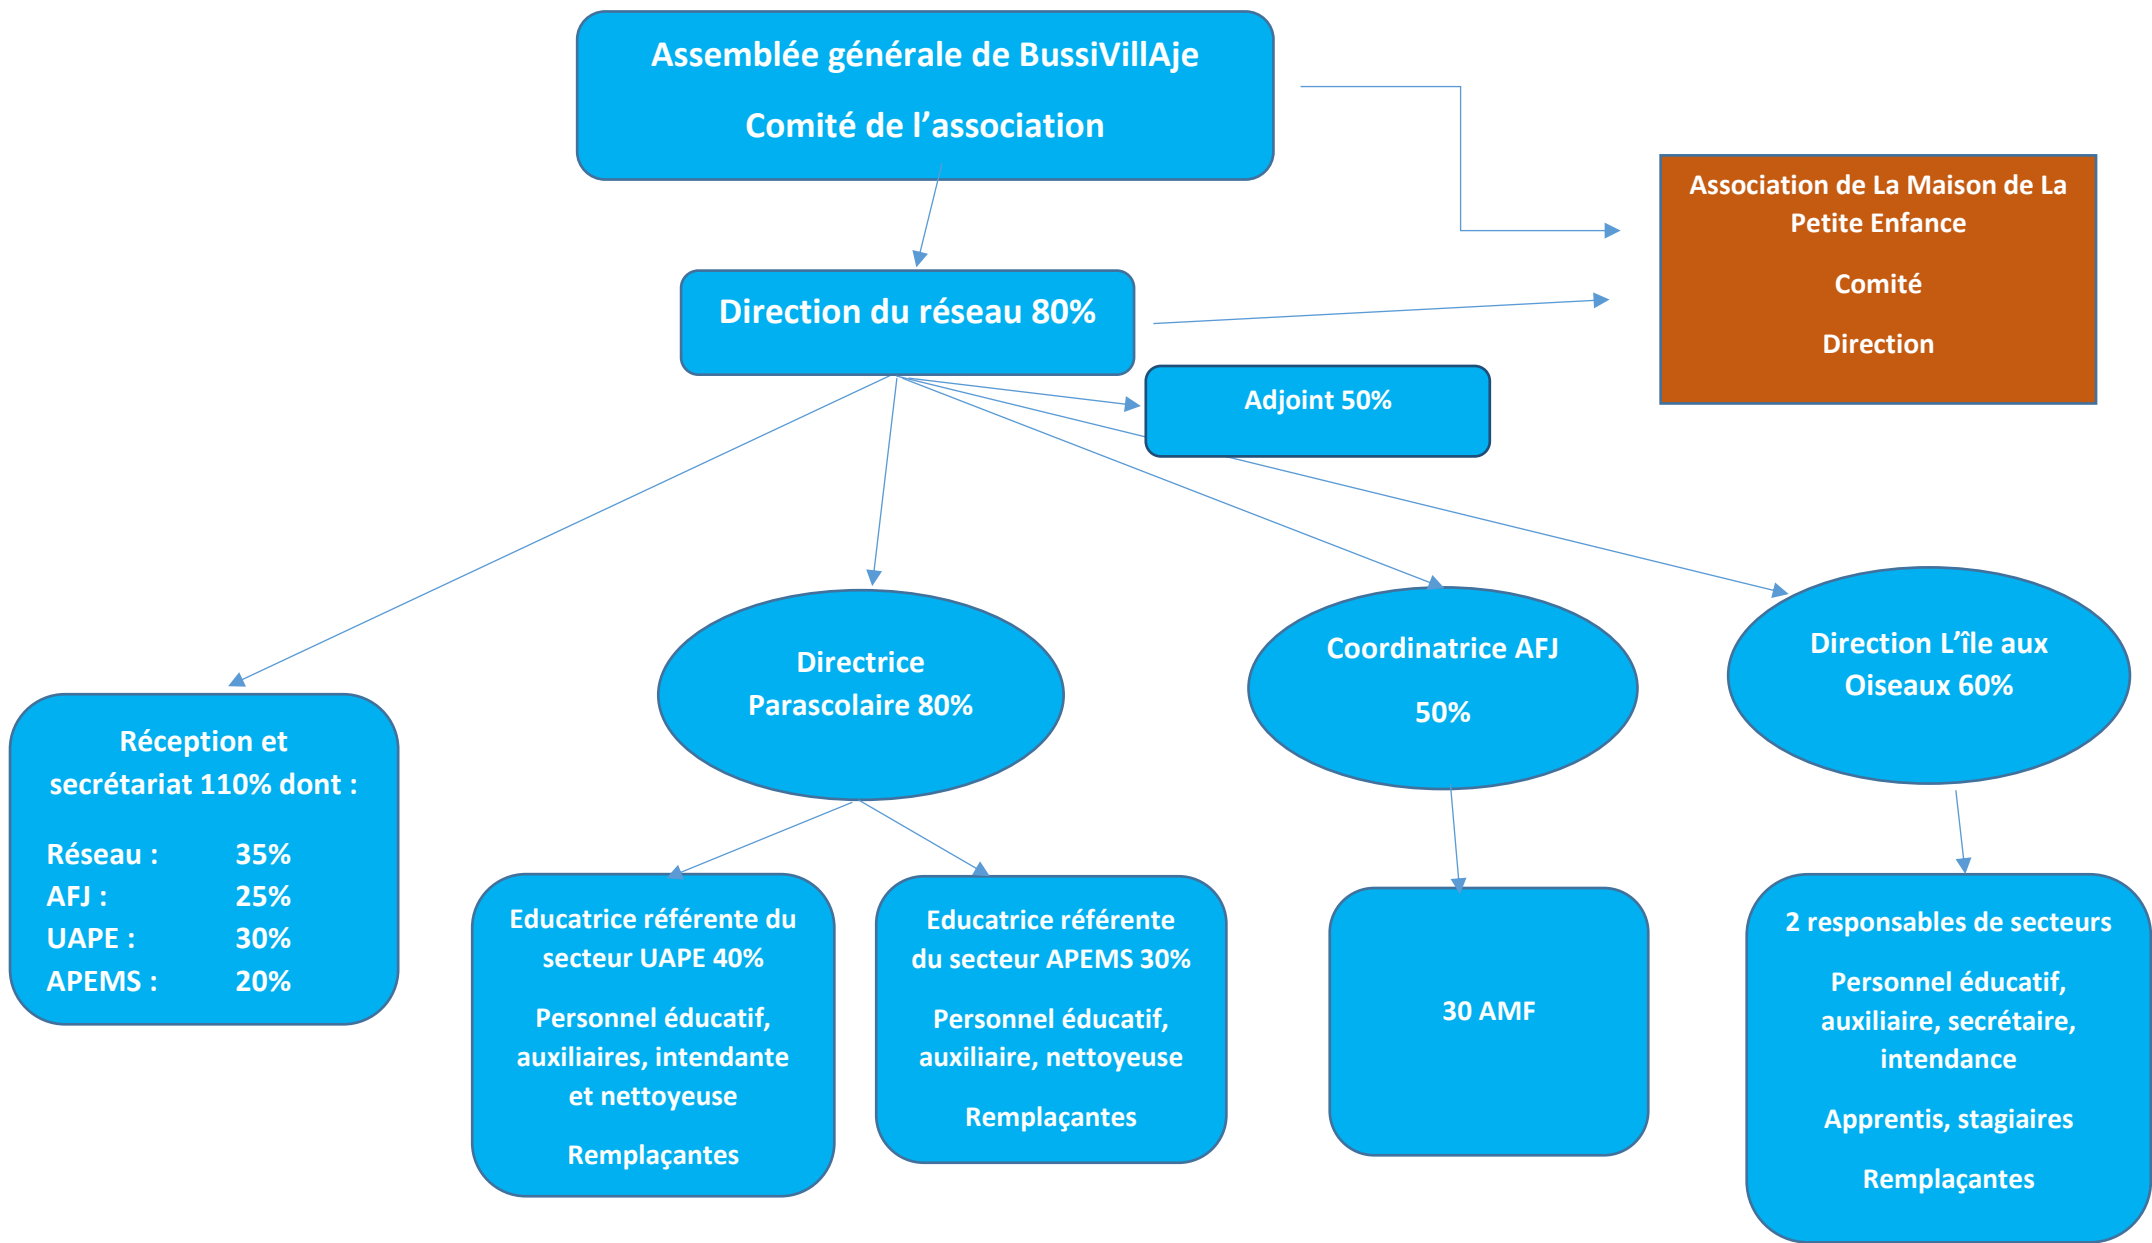 Assemblée générale de BussiVillAje
Comité de l’association
Association de La Maison de La
Petite Enfance
Comité
Direction
Direction du réseau 80%
Adjoint 50%
Réception et
secrétariat 110% dont :
Réseau : 35%
AFJ : 25%
UAPE : 30%
APEMS : 20%
Directrice
Parascolaire 80%
Coordinatrice AFJ
50%
Direction L’île aux
Oiseaux 60%
Educatrice référente du
secteur UAPE 40%
Personnel éducatif,
auxiliaires, intendante
et nettoyeuse
Remplaçantes
Educatrice référente
du secteur APEMS 30%
Personnel éducatif,
auxiliaire, nettoyeuse
Remplaçantes
30 AMF
2 responsables de secteurs
Personnel éducatif,
auxiliaire, secrétaire,
intendance
Apprentis, stagiaires
Remplaçantes